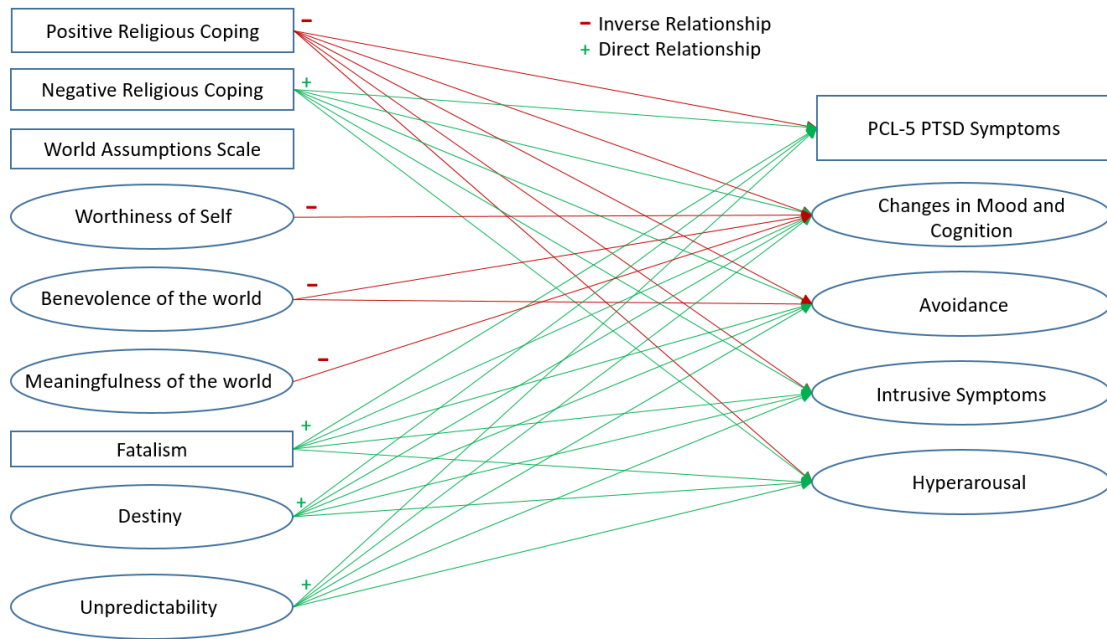 Positive Religious Coping
Negative Religious Coping
World Assumptions Scale
Worthiness of Self
Benevolence of the world
Meaningfulness of the world
Fatalism
Destiny
Unpredictability
−
+
−
−
−
+
+
+
− Inverse Relationship
+ Direct Relationship
PCL-5 PTSD Symptoms
Changes in Mood and
Cognition
Avoidance
Intrusive Symptoms
Hyperarousal